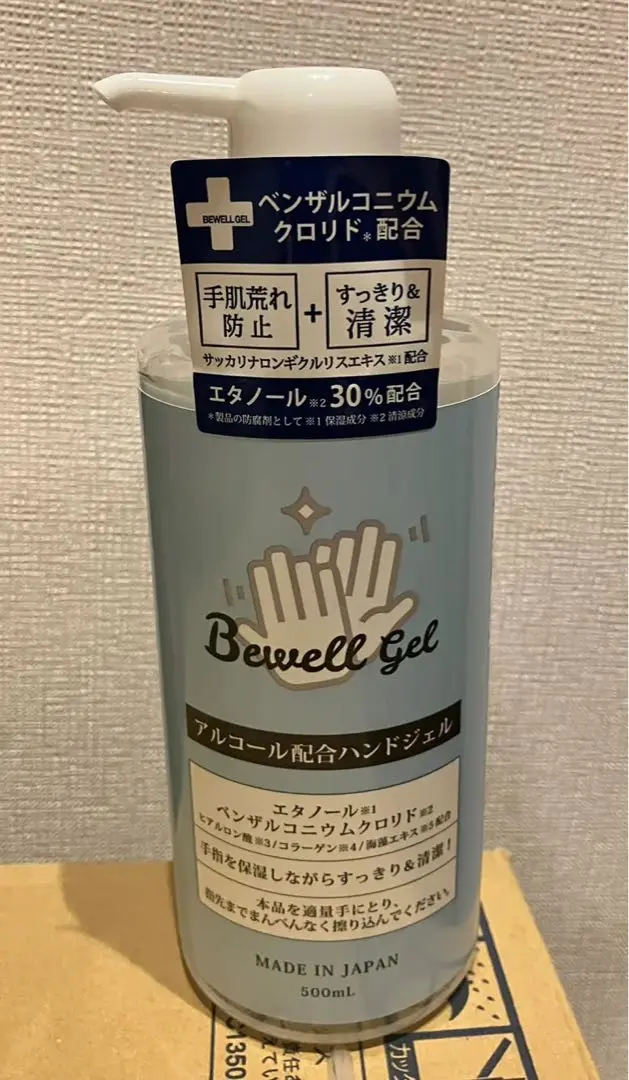 BEWELL GEL
ベンザルコニウム
クロリド＊配合
手肌荒れ
防止
+
すっきり&
清潔
サッカリナロンギクルリスエキス※1配合
エタノール※2 30%配合
＊製品の防腐剤として ※1 保湿成分 ※2 清涼成分
Bewell Gel
アルコール配合ハンドジェル
エタノール※1
ベンザルコニウムクロリド※2
ヒアルロン酸※3/コラーゲン※4/海藻エキス※5配合
手指を保湿しながらすっきり&清潔!
本品を適量手にとり、
指先までまんべんなく擦り込んでください。
MADE IN JAPAN
500mL